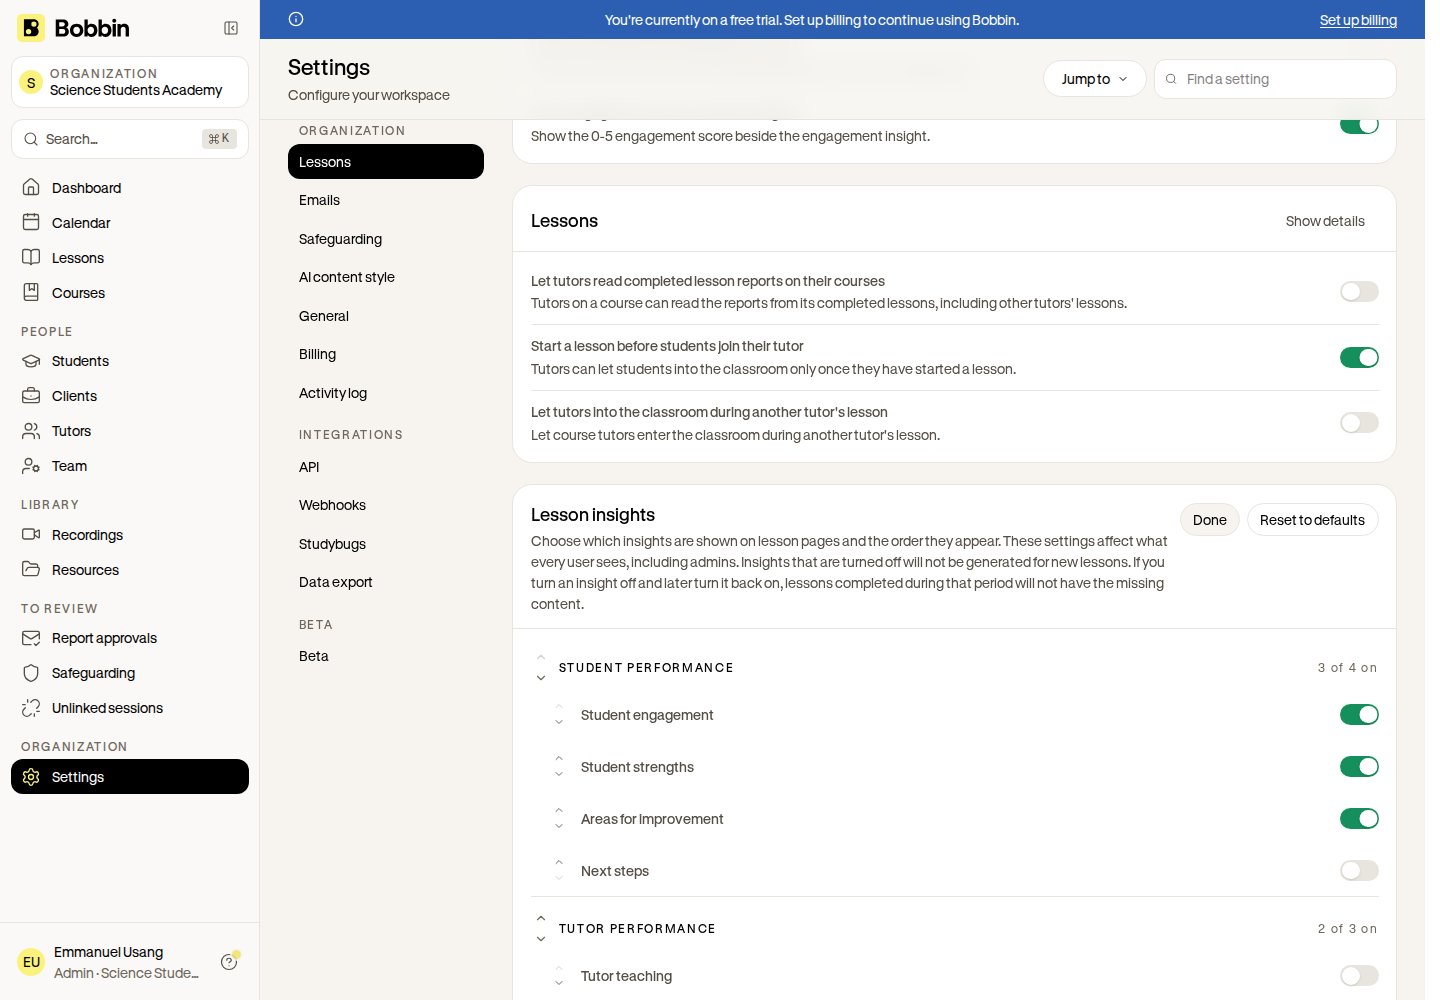 Bobbin
You're currently on a free trial. Set up billing to continue using Bobbin.
Set up billing
ORGANIZATION
S
Science Students Academy
Search...
⌘ K
Dashboard
Calendar
Lessons
Courses
PEOPLE
Students
Clients
Tutors
Team
LIBRARY
Recordings
Resources
TO REVIEW
Report approvals
Safeguarding
Unlinked sessions
ORGANIZATION
Settings
EU
Emmanuel Usang
Admin · Science Stude...
Settings
Configure your workspace
Jump to
Find a setting
ORGANIZATION
Lessons
Emails
Safeguarding
AI content style
General
Billing
Activity log
INTEGRATIONS
API
Webhooks
Studybugs
Data export
BETA
Beta
Show the 0-5 engagement score beside the engagement insight.
Lessons
Show details
Let tutors read completed lesson reports on their courses
Tutors on a course can read the reports from its completed lessons, including other tutors' lessons.
Start a lesson before students join their tutor
Tutors can let students into the classroom only once they have started a lesson.
Let tutors into the classroom during another tutor's lesson
Let course tutors enter the classroom during another tutor's lesson.
Lesson insights
Done
Reset to defaults
Choose which insights are shown on lesson pages and the order they appear. These settings affect what
every user sees, including admins. Insights that are turned off will not be generated for new lessons. If you
turn an insight off and later turn it back on, lessons completed during that period will not have the missing
content.
STUDENT PERFORMANCE
3 of 4 on
Student engagement
Student strengths
Areas for improvement
Next steps
TUTOR PERFORMANCE
2 of 3 on
Tutor teaching